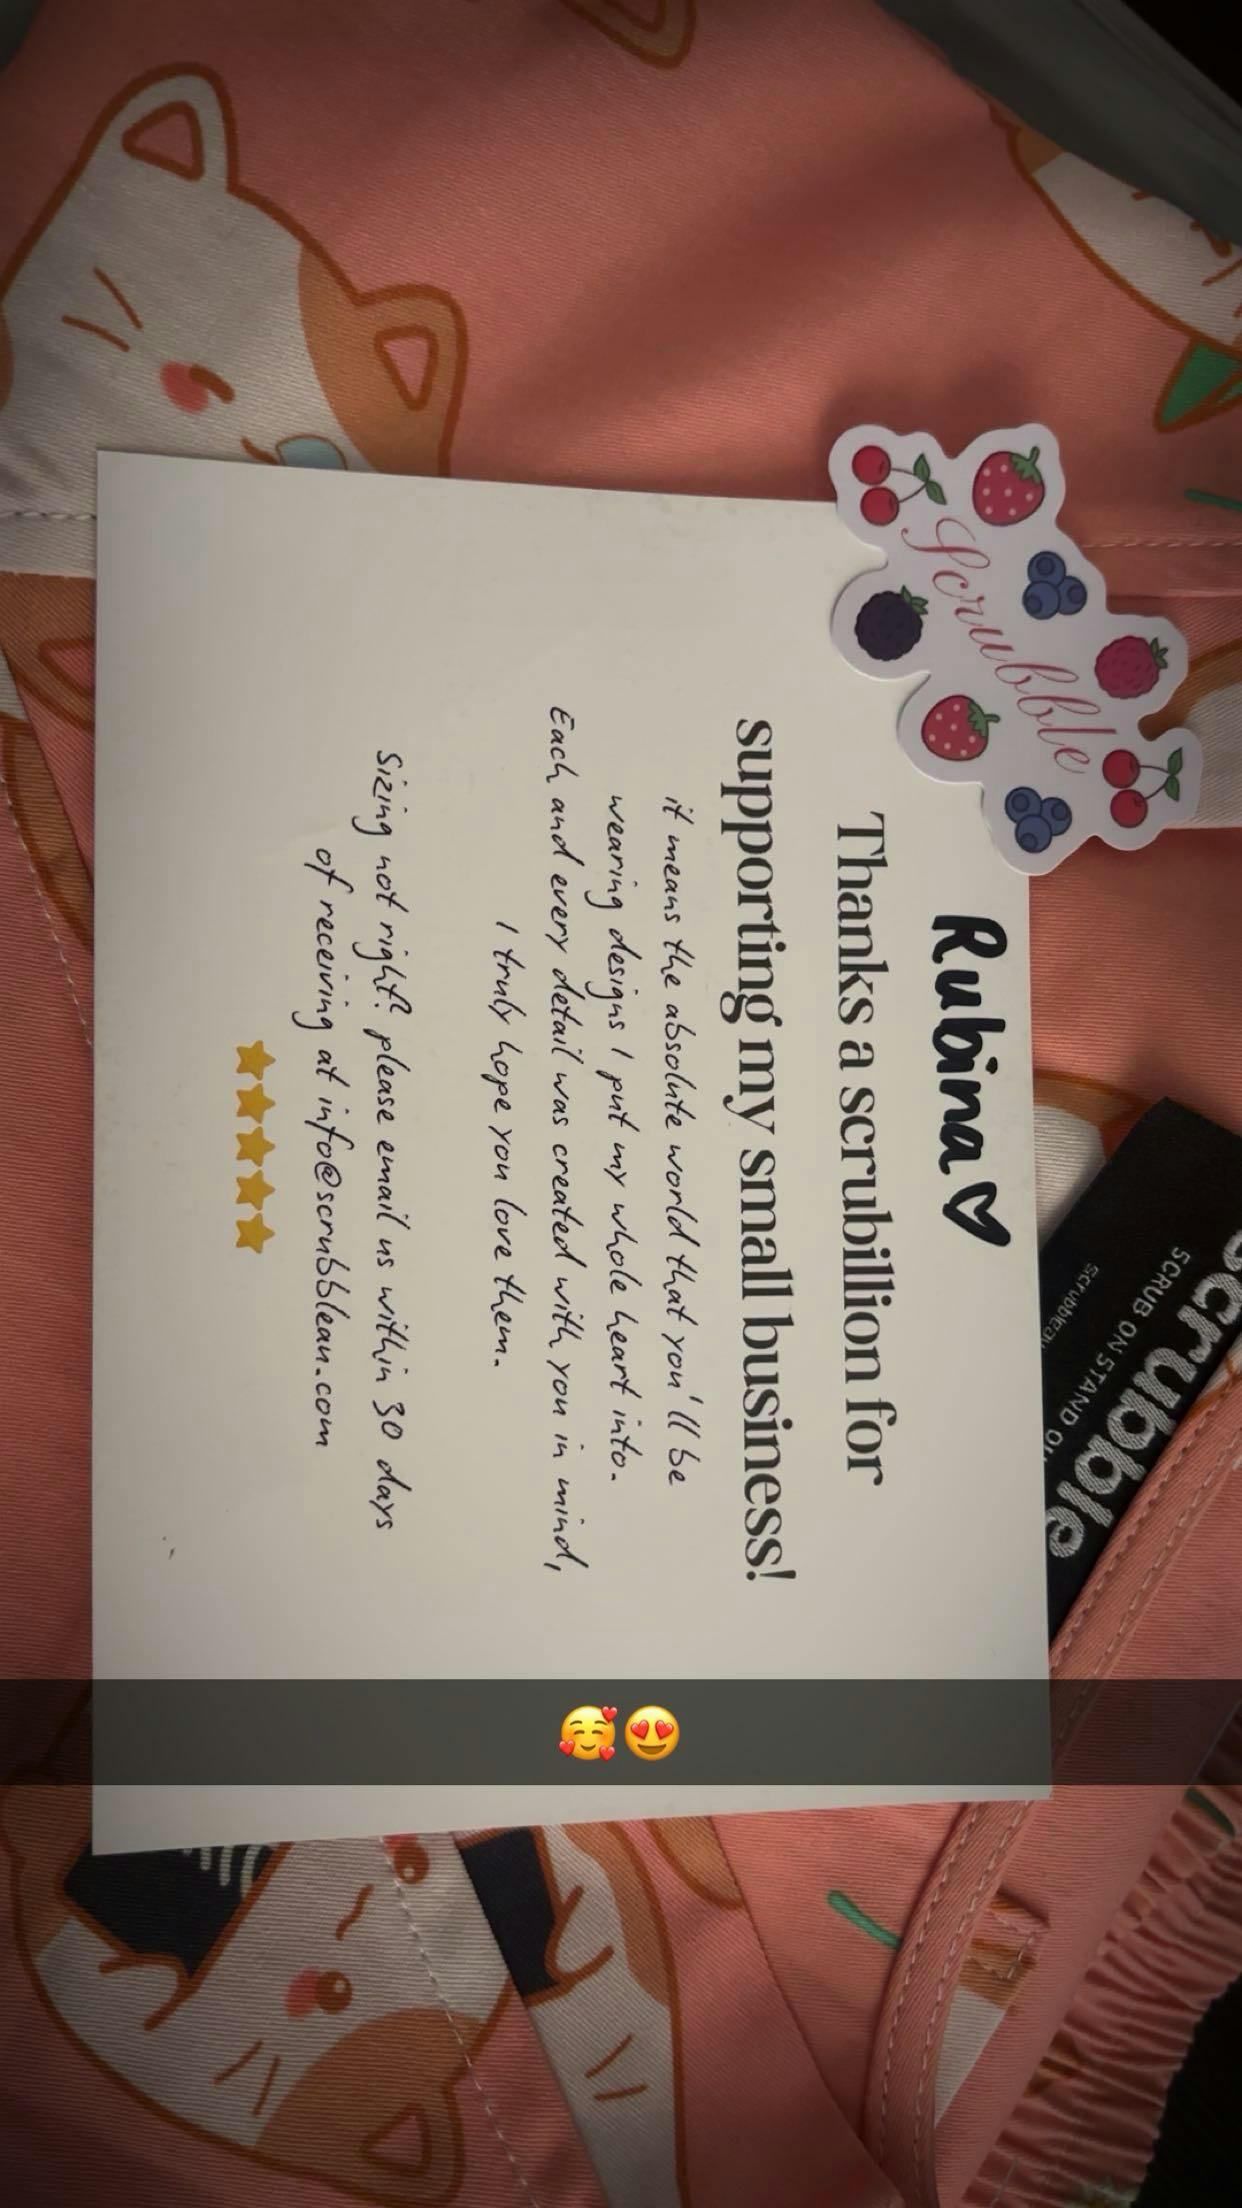 Scrubble
Rubina ♡
Thanks a scrubillion for
supporting my small business!
it means the absolute world that you'll be
wearing designs I put my whole heart into.
Each and every detail was created with you in mind,
I truly hope you love them.
Sizing not right? please email us within 30 days
of receiving at info@scrubblean.com
⭐⭐⭐⭐⭐
scrubble
SCRUB ON STAND
🥰😍